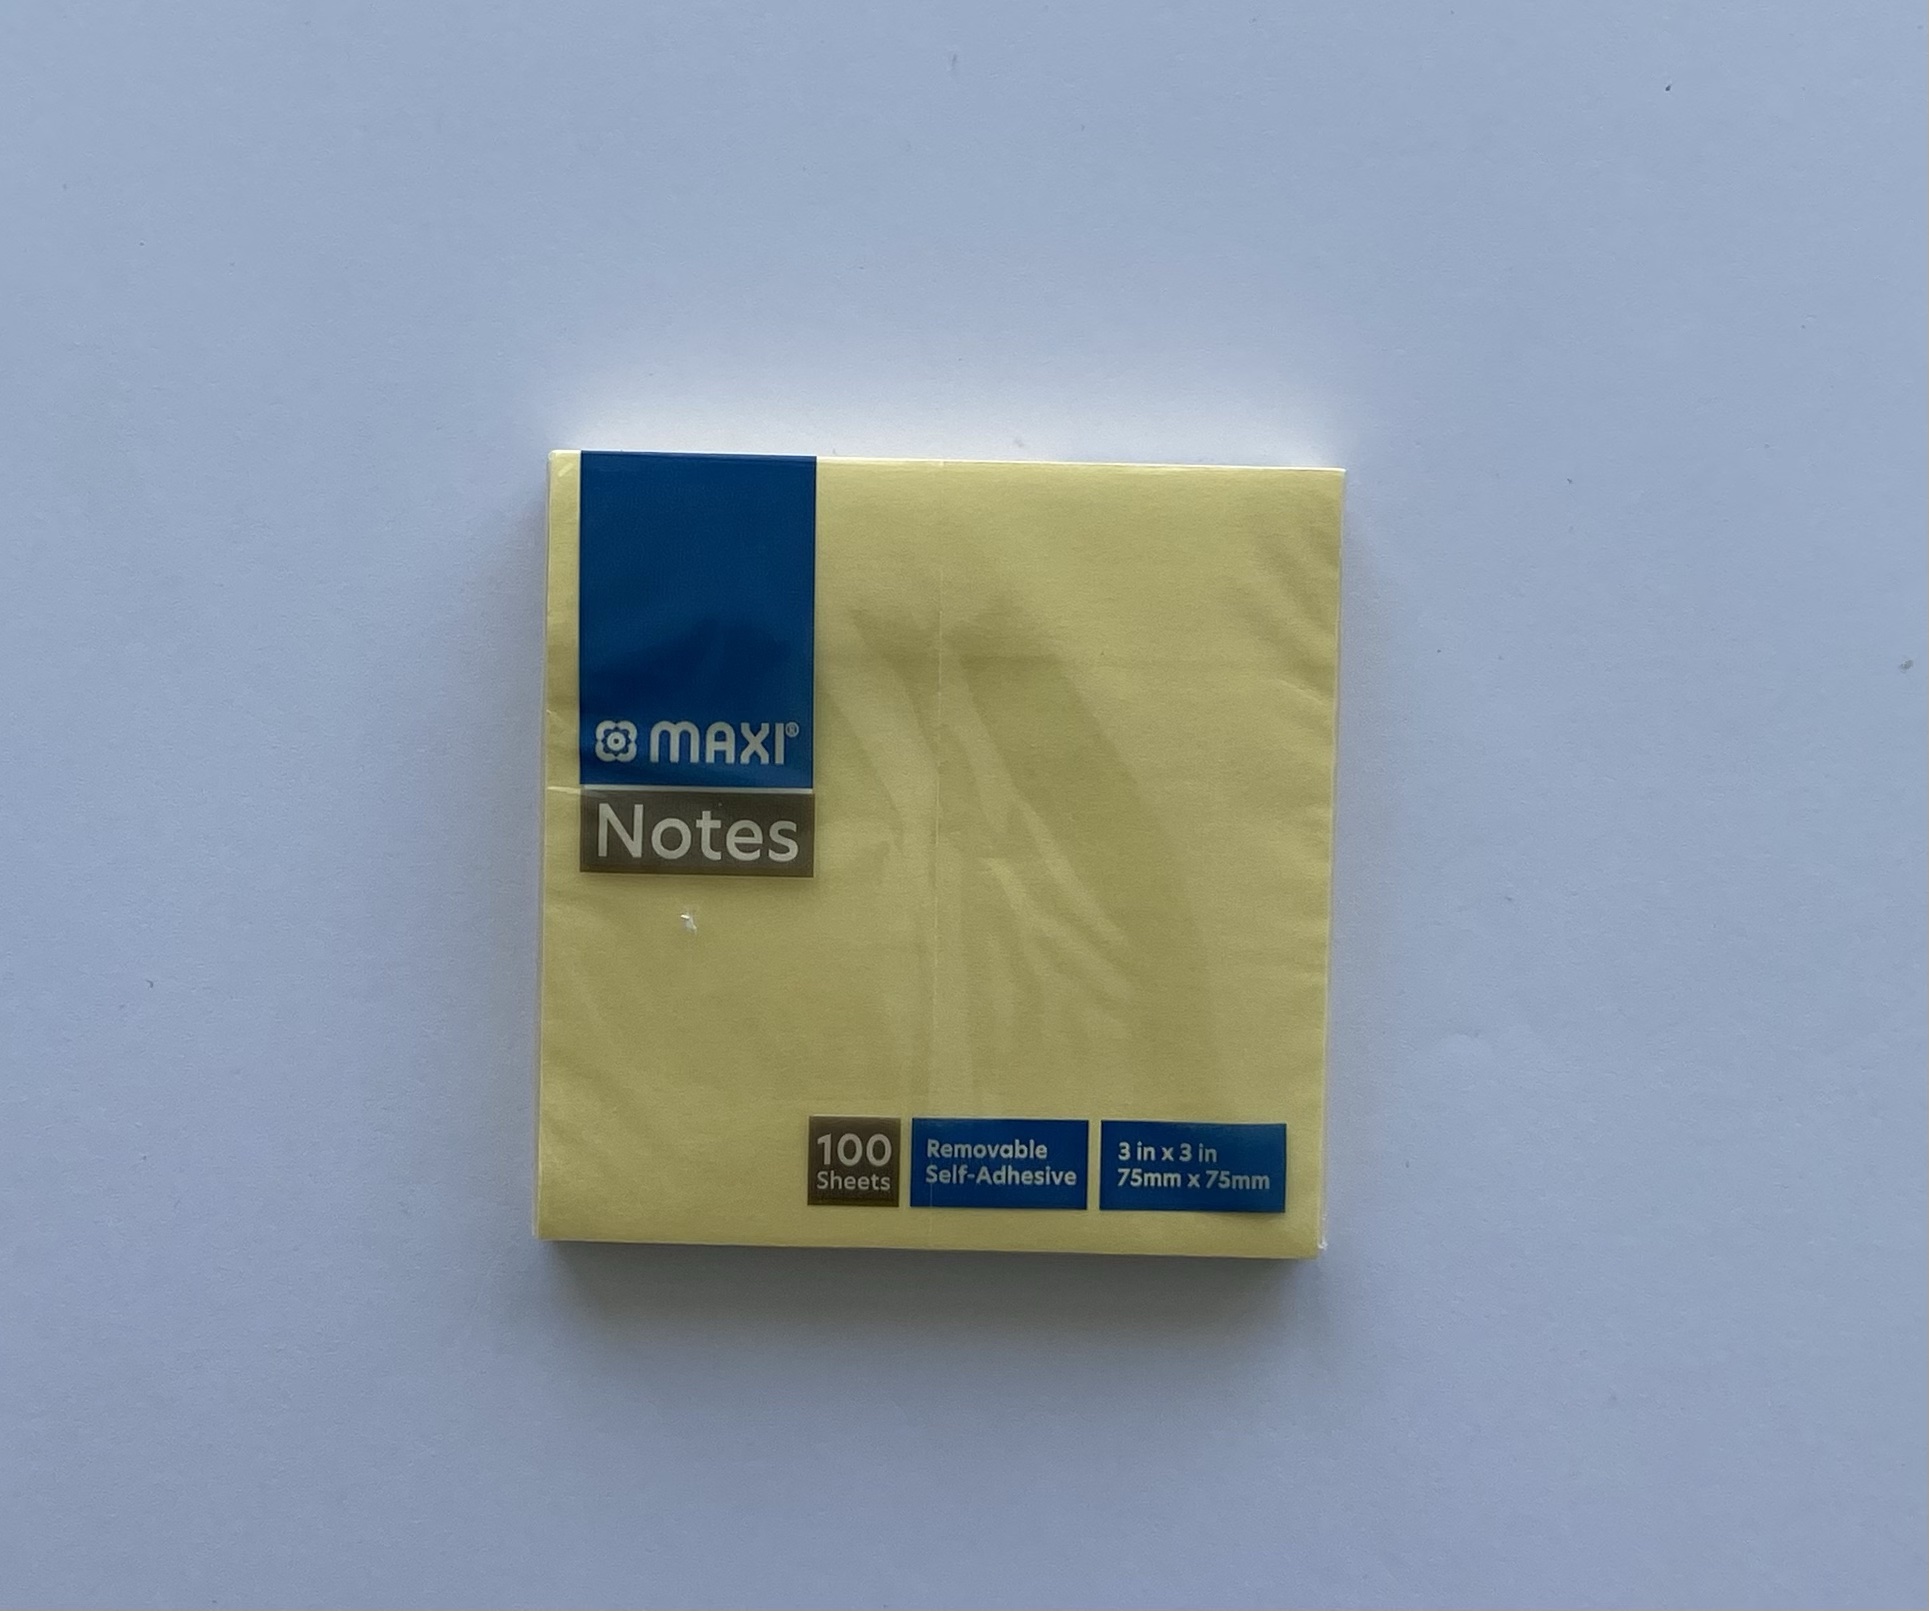 MAXI®
Notes
100
Sheets
Removable
Self-Adhesive
3 in x 3 in
75mm x 75mm